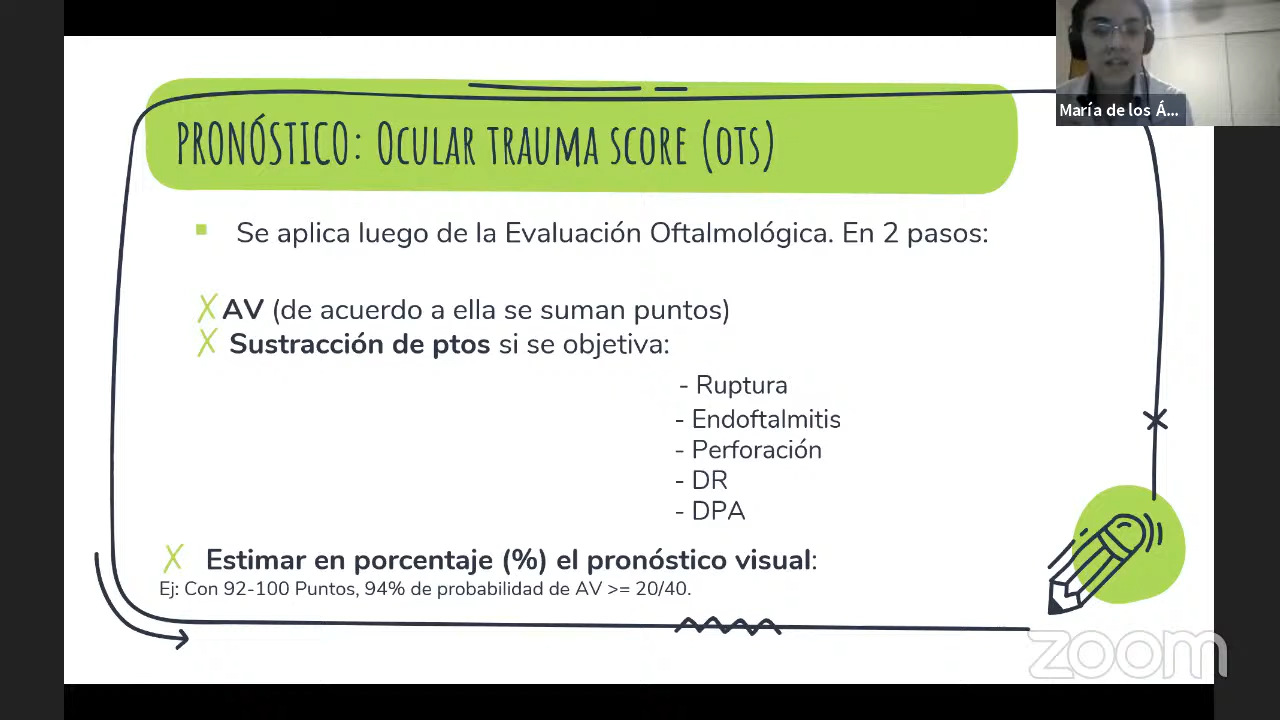 PRONÓSTICO: OCULAR TRAUMA SCORE (OTS)
María de los Á...
Se aplica luego de la Evaluación Oftalmológica. En 2 pasos:
AV (de acuerdo a ella se suman puntos)
Sustracción de ptos si se objetiva:
- Ruptura
- Endoftalmitis
- Perforación
- DR
- DPA
Estimar en porcentaje (%) el pronóstico visual:
Ej: Con 92-100 Puntos, 94% de probabilidad de AV >= 20/40.
zoom